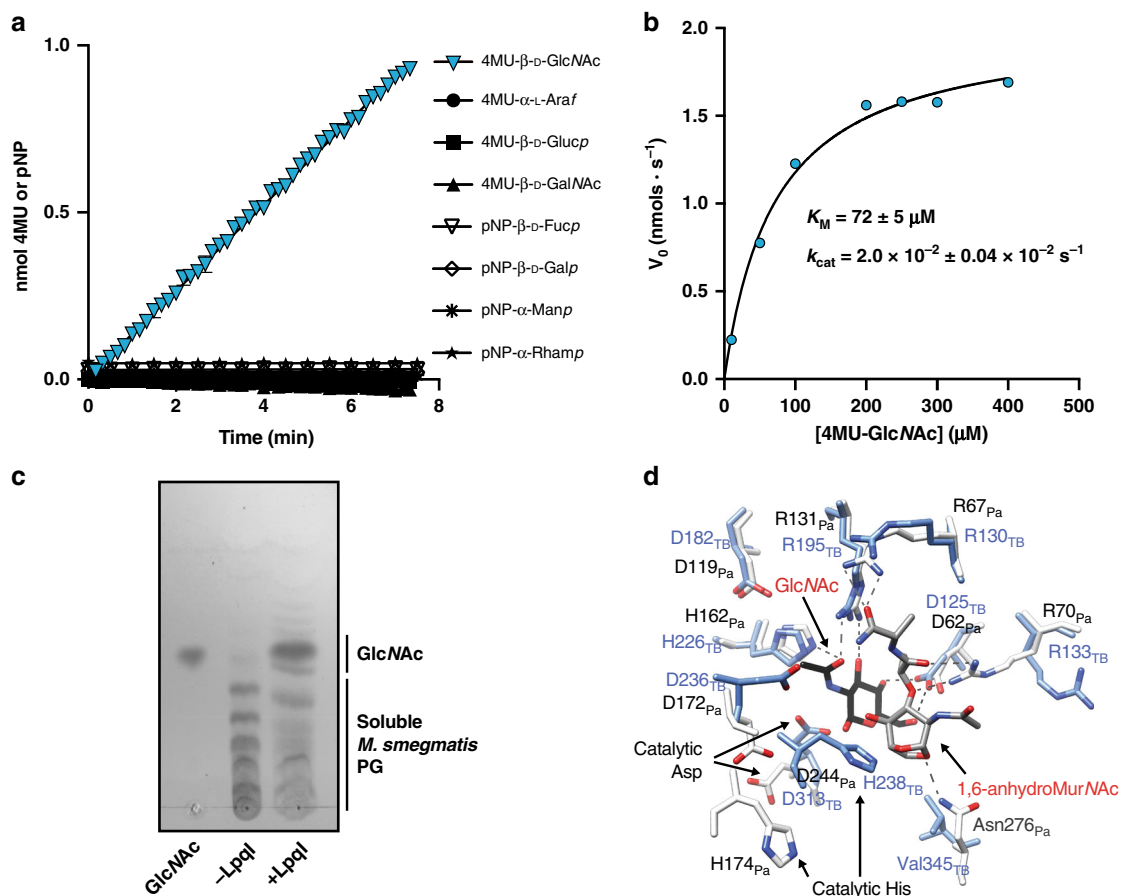 a
1.0
0.5
0.0
nmol 4MU or pNP
0
2
4
6
8
Time (min)
4MU-β-D-GlcNAc
4MU-α-L-Araf
4MU-β-D-Glucp
4MU-β-D-GalNAc
pNP-β-D-Fucp
pNP-β-D-Galp
pNP-α-Manp
pNP-α-Rhamp
b
2.0
1.5
1.0
0.5
0.0
V₀ (nmols · s⁻¹)
K_M = 72 ± 5 μM
k_cat = 2.0 × 10⁻² ± 0.04 × 10⁻² s⁻¹
0
100
200
300
400
500
[4MU-GlcNAc] (μM)
c
GlcNAc
Soluble
M. smegmatis
PG
GlcNAc
–LpqI
+LpqI
d
R131Pa
R67Pa
D182TB
R195TB
R130TB
D119Pa
GlcNAc
D125TB
H162Pa
D62Pa
R70Pa
H226TB
R133TB
D236TB
D172Pa
Catalytic
Asp
D244Pa
H238TB
D313TB
1,6-anhydroMurNAc
Asn276Pa
H174Pa
Val345TB
Catalytic His